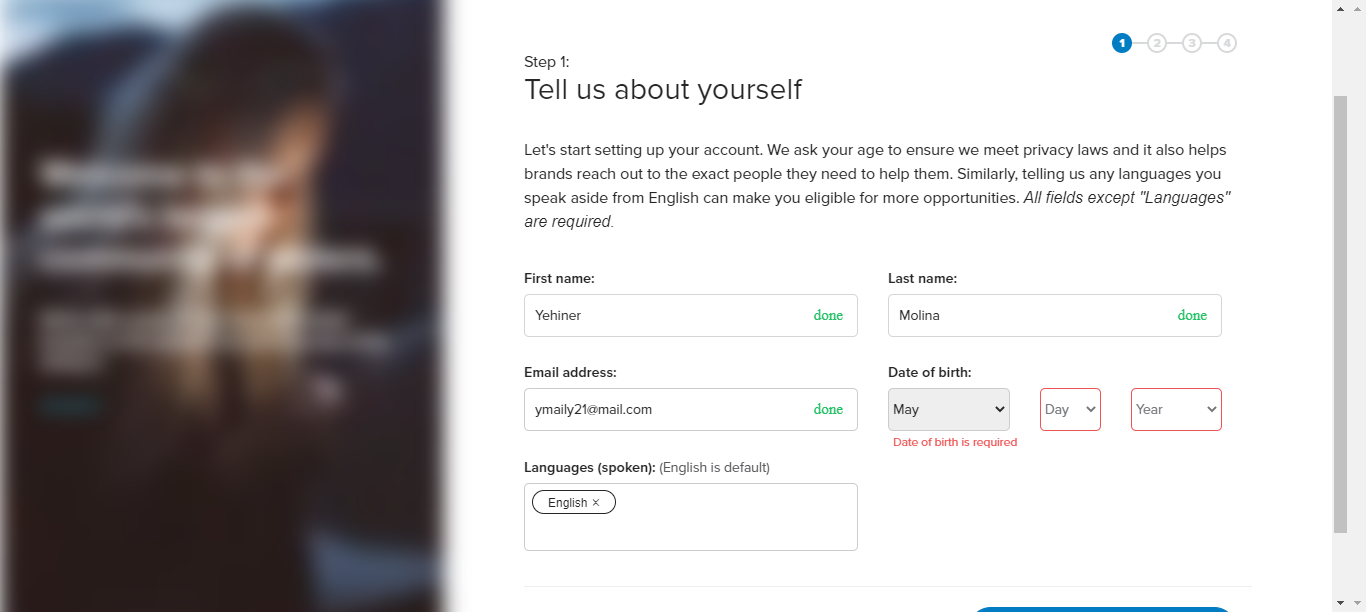 1 2 3 4
Step 1:
Tell us about yourself
Let's start setting up your account. We ask your age to ensure we meet privacy laws and it also helps
brands reach out to the exact people they need to help them. Similarly, telling us any languages you
speak aside from English can make you eligible for more opportunities. All fields except "Languages"
are required.
First name:
Last name:
Yehiner done
Molina done
Email address:
Date of birth:
ymaily21@mail.com done
May Day Year
Date of birth is required
Languages (spoken): (English is default)
English ×